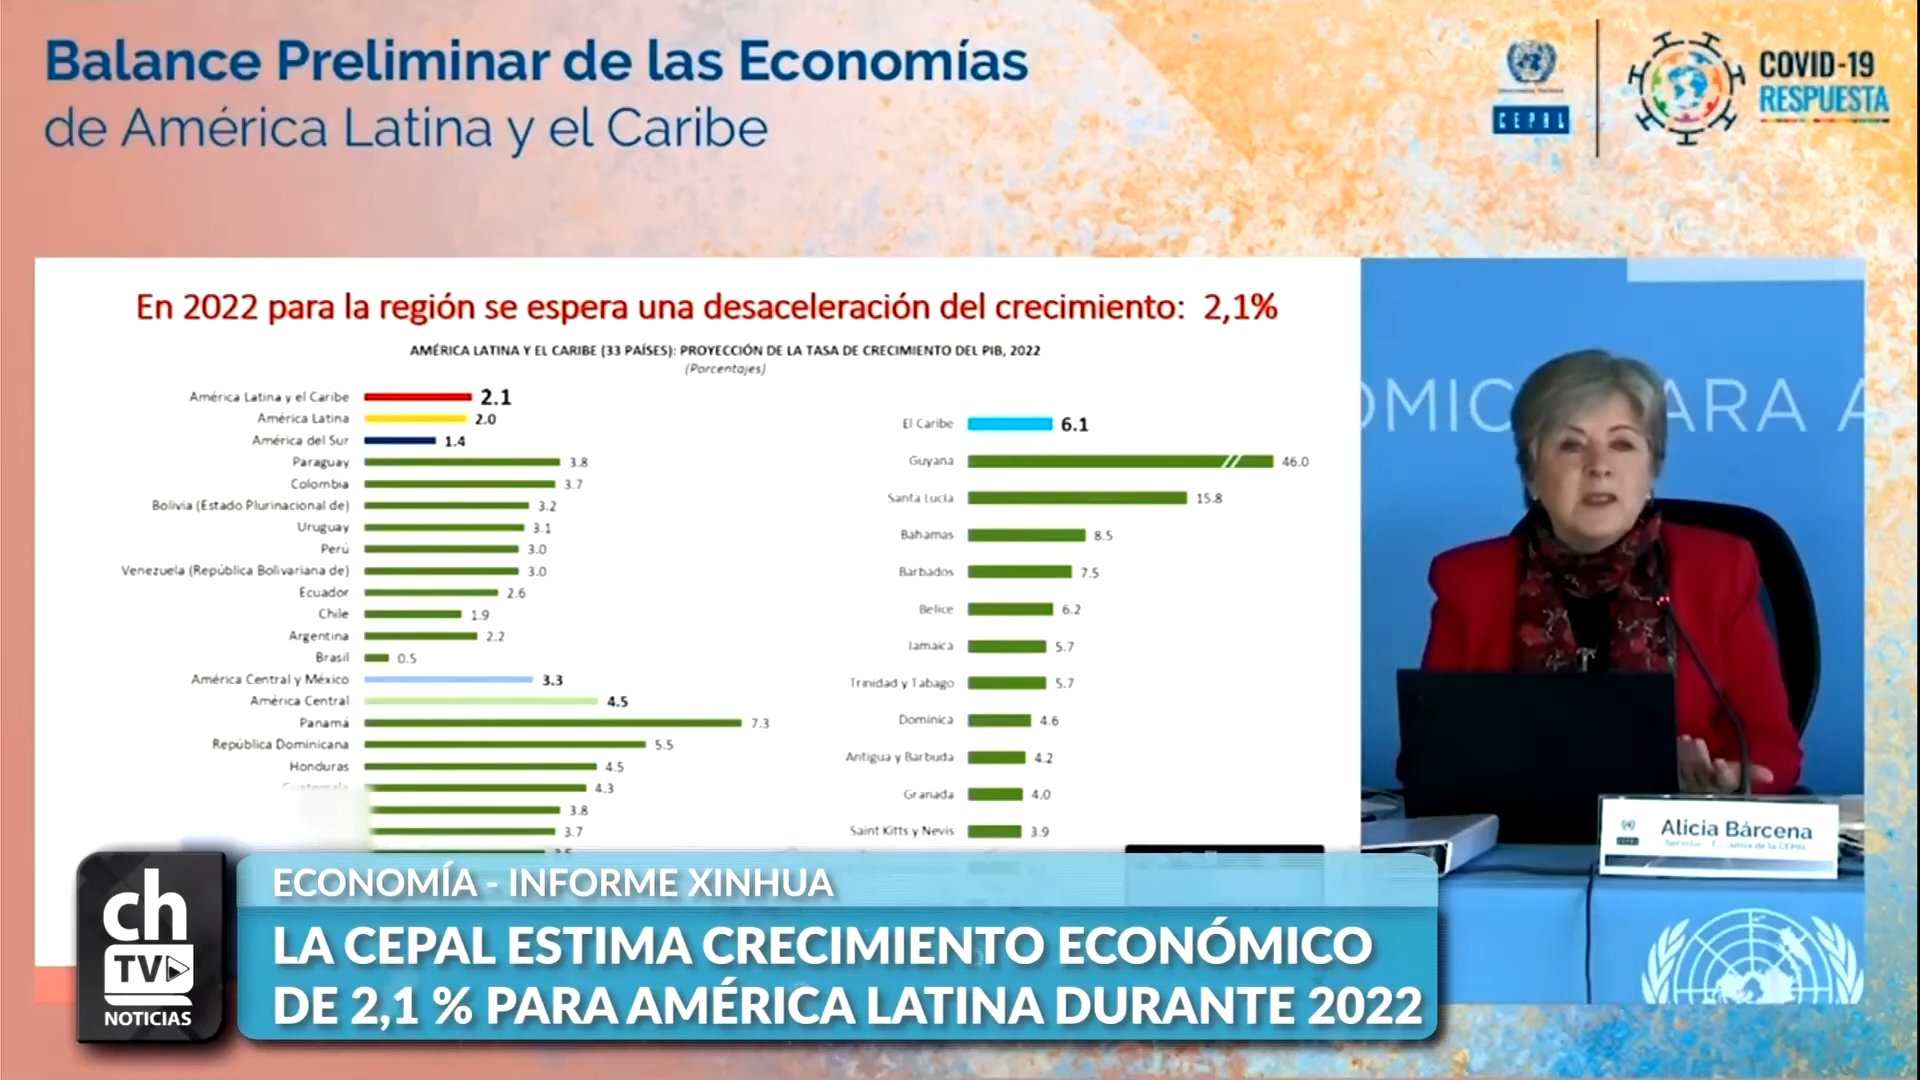 Balance Preliminar de las Economías
de América Latina y el Caribe
CEPAL
COVID-19
RESPUESTA
En 2022 para la región se espera una desaceleración del crecimiento: 2,1%
AMÉRICA LATINA Y EL CARIBE (33 PAÍSES): PROYECCIÓN DE LA TASA DE CRECIMIENTO DEL PIB, 2022
(Porcentajes)
América Latina y el Caribe 2.1
América Latina 2.0
América del Sur 1.4
Paraguay 3.8
Colombia 3.7
Bolivia (Estado Plurinacional de) 3.2
Uruguay 3.1
Perú 3.0
Venezuela (República Bolivariana de) 3.0
Ecuador 2.6
Chile 1.9
Argentina 2.2
Brasil 0.5
América Central y México 3.3
América Central 4.5
Panamá 7.3
República Dominicana 5.5
Honduras 4.5
Guatemala 4.3
3.8
3.7
El Caribe 6.1
Guyana 46.0
Santa Lucía 15.8
Bahamas 8.5
Barbados 7.5
Belice 6.2
Jamaica 5.7
Trinidad y Tabago 5.7
Dominica 4.6
Antigua y Barbuda 4.2
Granada 4.0
Saint Kitts y Nevis 3.9
OMIC ARA A
Alicia Bárcena
ch
TV
NOTICIAS
ECONOMÍA - INFORME XINHUA
LA CEPAL ESTIMA CRECIMIENTO ECONÓMICO
DE 2,1 % PARA AMÉRICA LATINA DURANTE 2022